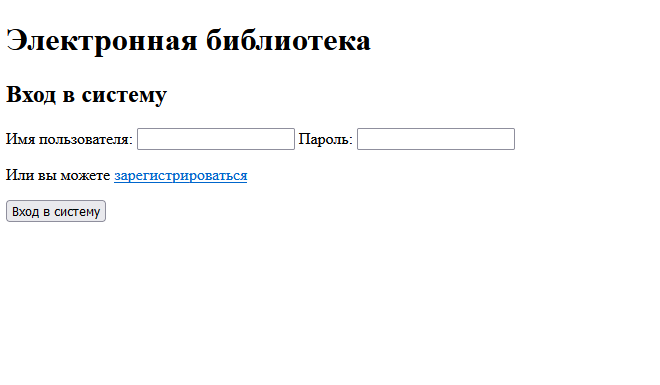 Электронная библиотека
Вход в систему
Имя пользователя: Пароль:
Или вы можете зарегистрироваться
Вход в систему